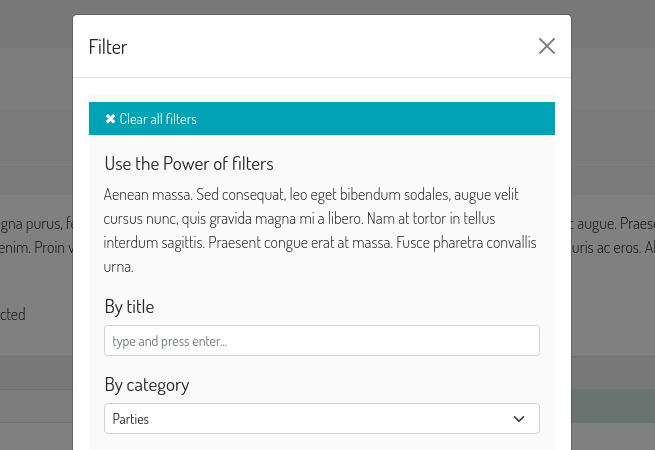 Filter
✖ Clear all filters
Use the Power of filters
Aenean massa. Sed consequat, leo eget bibendum sodales, augue velit
cursus nunc, quis gravida magna mi a libero. Nam at tortor in tellus
interdum sagittis. Praesent congue erat at massa. Fusce pharetra convallis
urna.
gna purus, fe
c augue. Praese
enim. Proin v
uris ac eros. Al
cted
By title
type and press enter...
By category
Parties